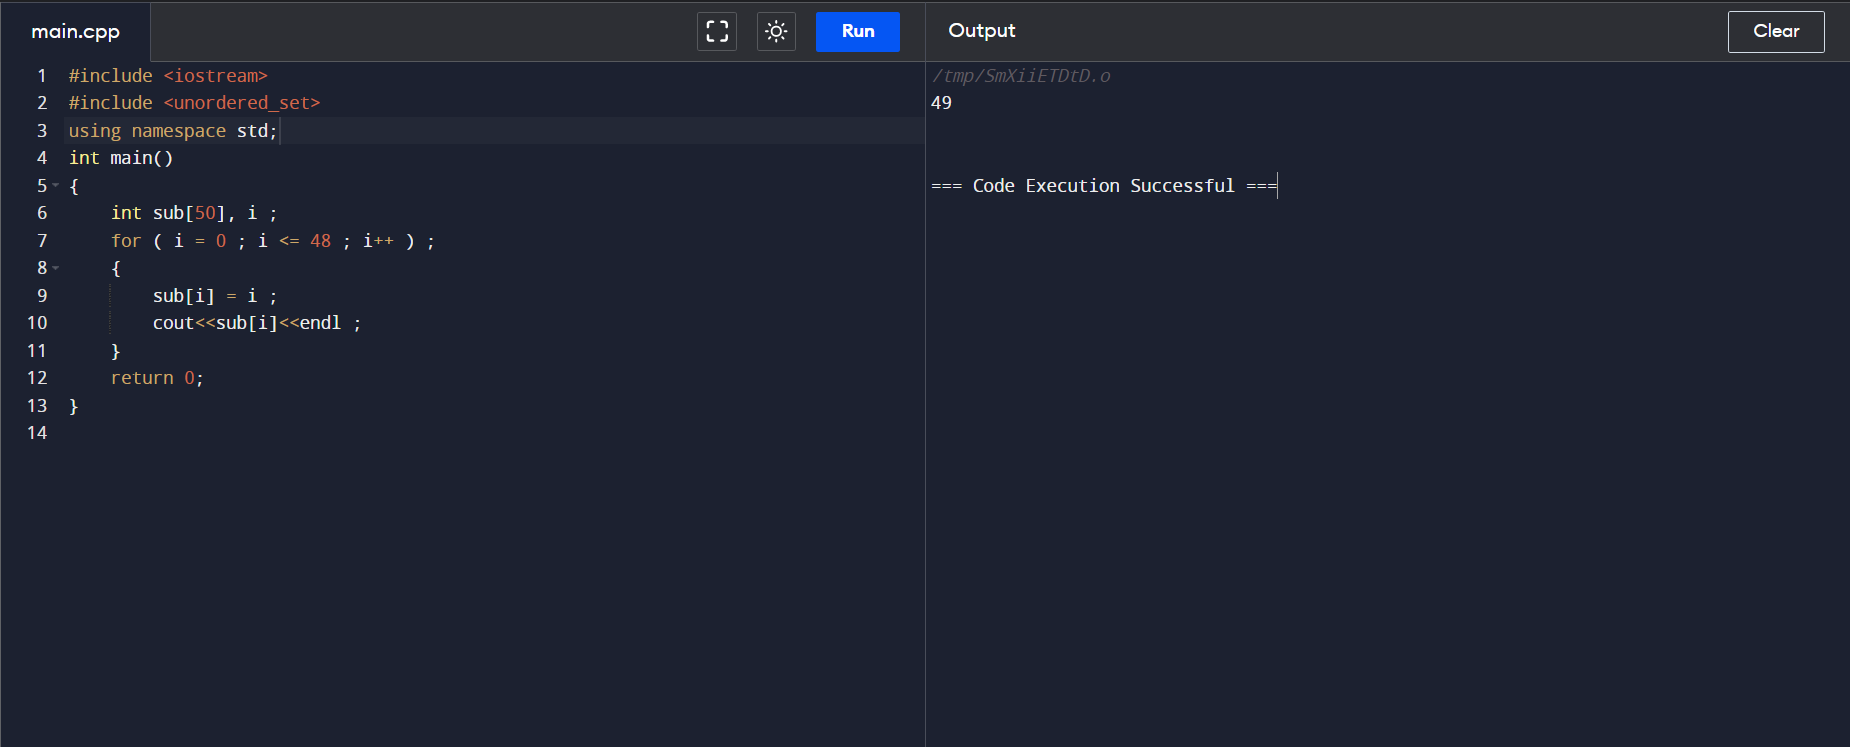 main.cpp
Run
Output
Clear
1 #include <iostream>
2 #include <unordered_set>
3 using namespace std;
4 int main()
5 {
6 int sub[50], i ;
7 for ( i = 0 ; i <= 48 ; i++ ) ;
8 {
9 sub[i] = i ;
10 cout<<sub[i]<<endl ;
11 }
12 return 0;
13 }
14
/tmp/SmXiiETDtD.o
49
=== Code Execution Successful ===